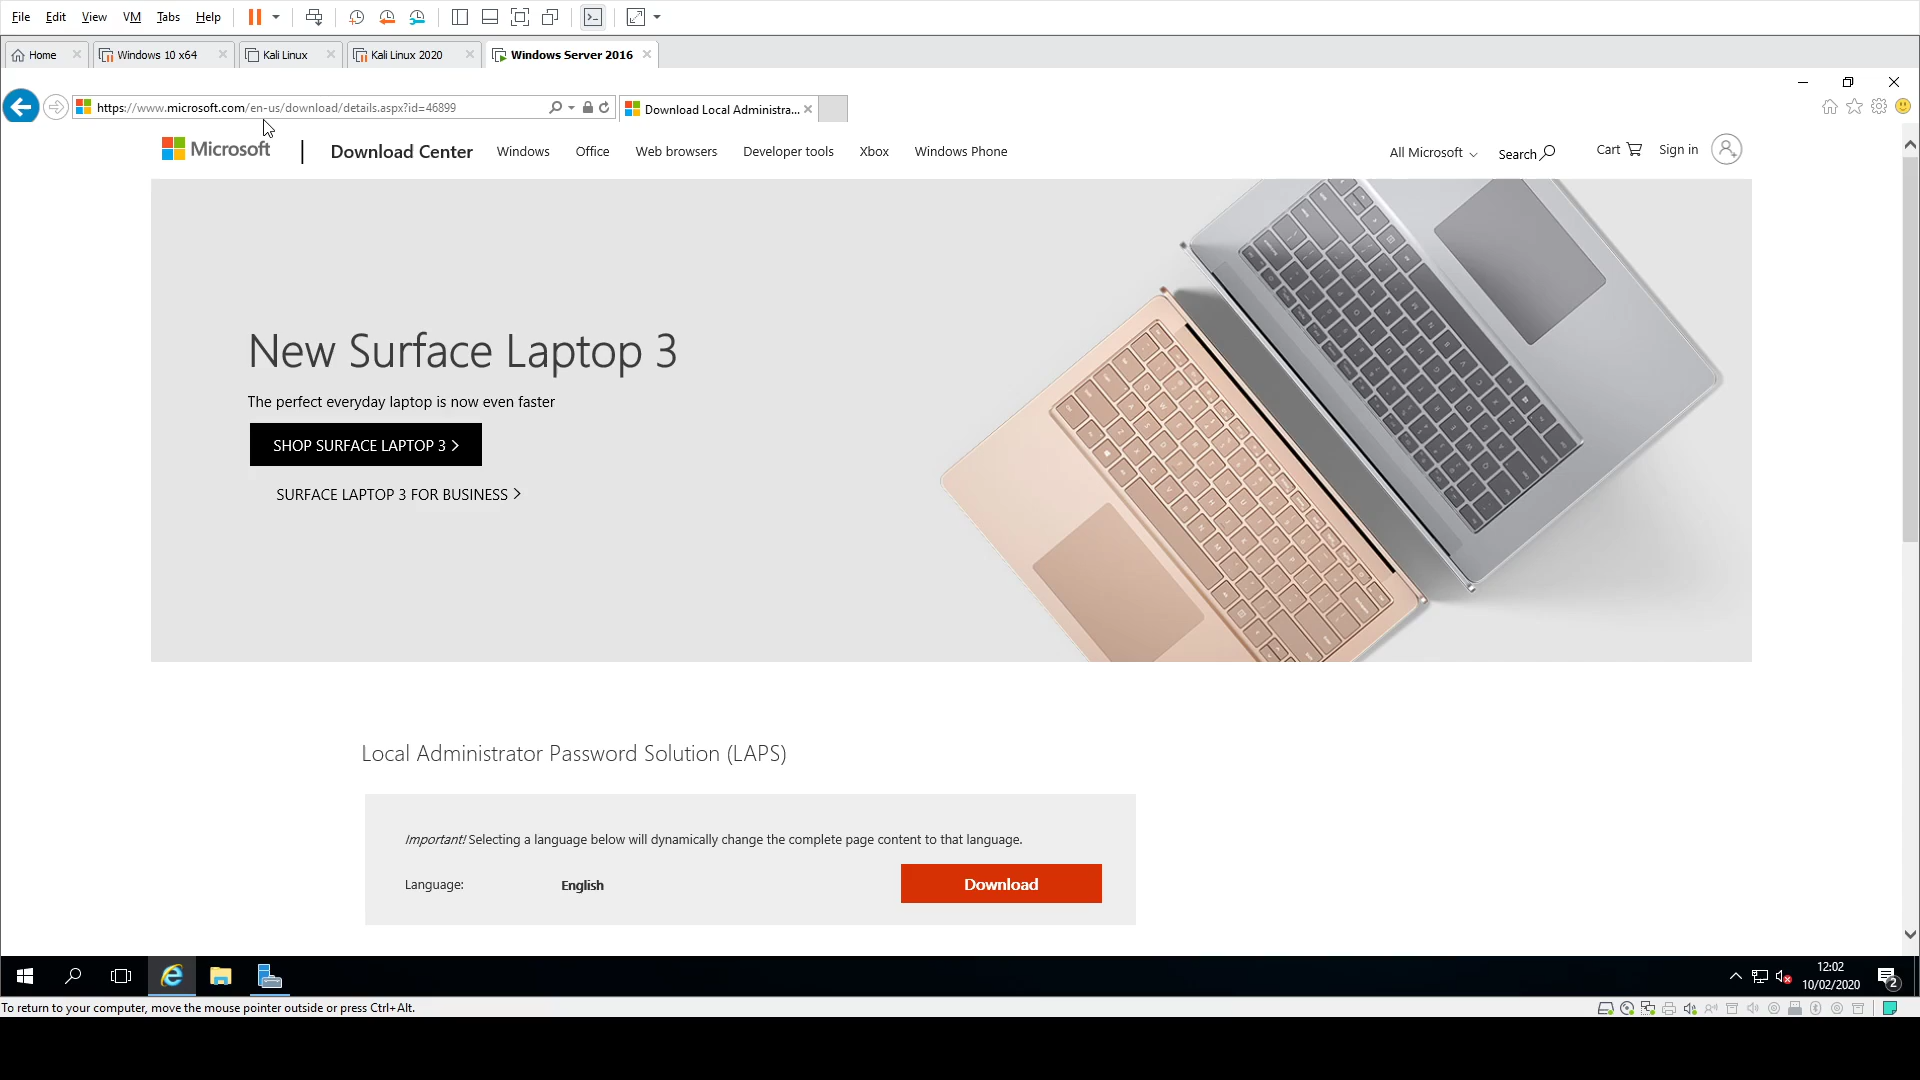 File Edit View VM Tabs Help
Home Windows 10 x64 Kali Linux Kali Linux 2020 Windows Server 2016
https://www.microsoft.com/en-us/download/details.aspx?id=46899 Download Local Administra...
Microsoft Download Center Windows Office Web browsers Developer tools Xbox Windows Phone All Microsoft Search Cart Sign in
New Surface Laptop 3
The perfect everyday laptop is now even faster
SHOP SURFACE LAPTOP 3
SURFACE LAPTOP 3 FOR BUSINESS
Local Administrator Password Solution (LAPS)
Important! Selecting a language below will dynamically change the complete page content to that language.
Language: English Download
12:02
10/02/2020 2
To return to your computer, move the mouse pointer outside or press Ctrl+Alt.